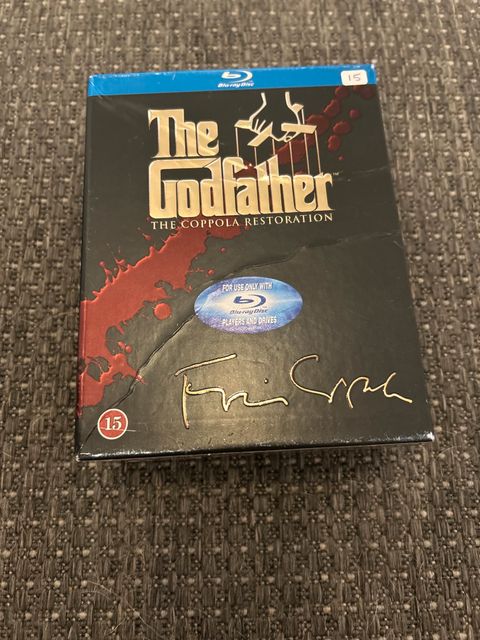 Blu-ray Disc
15
The
Godfather™
THE COPPOLA RESTORATION
FOR USE ONLY WITH
Blu-ray Disc
PLAYERS AND DRIVES
15